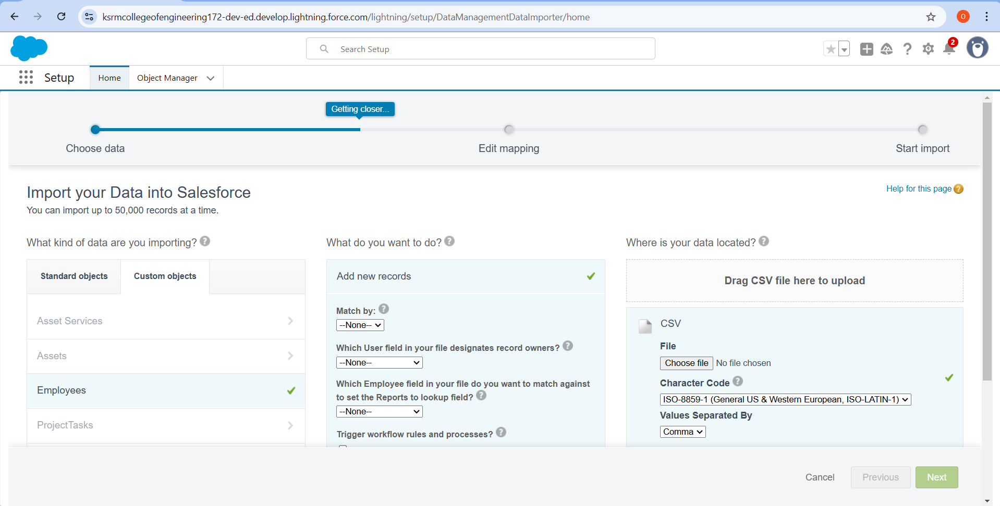 ksrmcollegeofengineering172-dev-ed.develop.lightning.force.com/lightning/setup/DataManagementDataImporter/home
O
Search Setup
2
Setup
Home
Object Manager
Getting closer...
Choose data
Edit mapping
Start import
Import your Data into Salesforce
Help for this page ?
You can import up to 50,000 records at a time.
What kind of data are you importing? ?
Standard objects
Custom objects
Asset Services
Assets
Employees
ProjectTasks
What do you want to do? ?
Add new records
Match by: ?
--None--
Which User field in your file designates record owners? ?
--None--
Which Employee field in your file do you want to match against
to set the Reports to lookup field? ?
--None--
Trigger workflow rules and processes? ?
Where is your data located? ?
Drag CSV file here to upload
CSV
File
Choose file No file chosen
Character Code ?
ISO-8859-1 (General US & Western European, ISO-LATIN-1)
Values Separated By
Comma
Cancel
Previous
Next